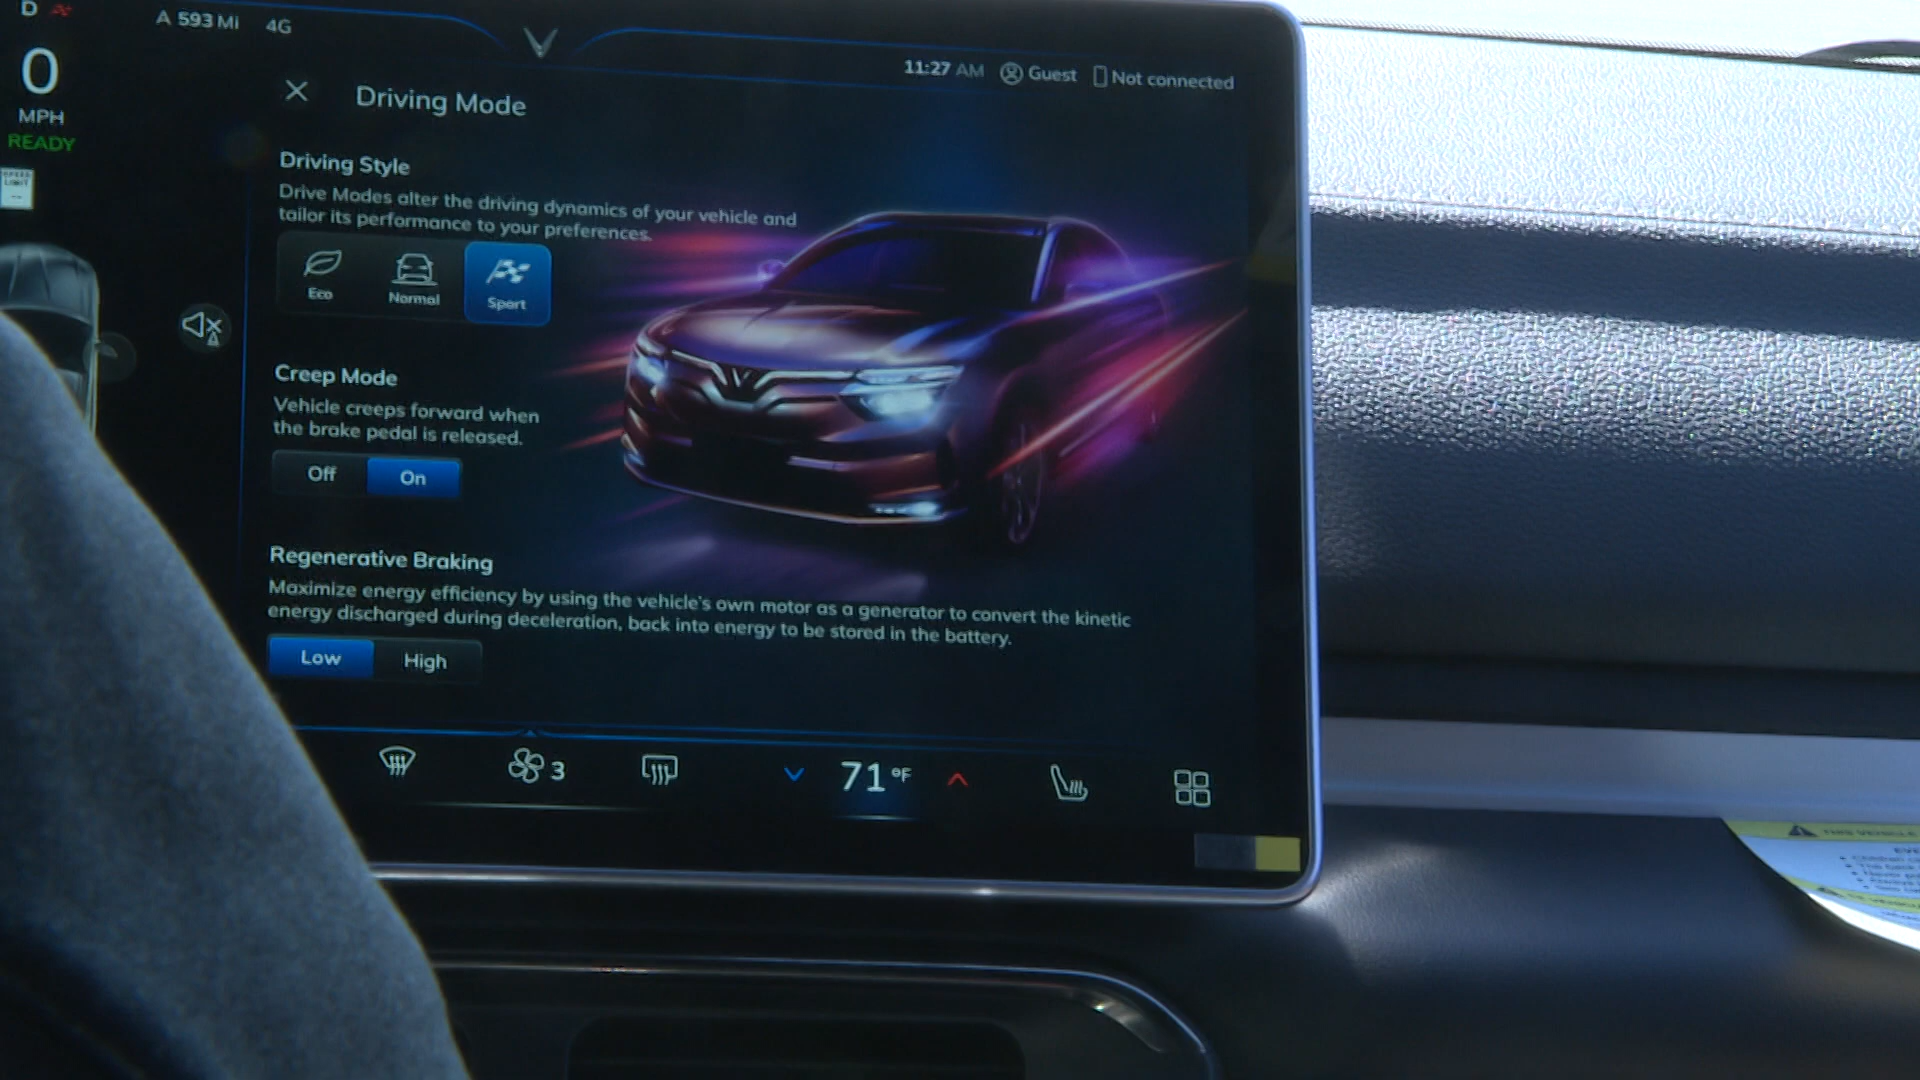 D
A 593 Mi 4G
11:27 AM Guest Not connected
0
MPH
READY
SPEED
LIMIT
--
Driving Mode
Driving Style
Drive Modes alter the driving dynamics of your vehicle and
tailor its performance to your preferences.
Eco Normal Sport
Creep Mode
Vehicle creeps forward when
the brake pedal is released.
Off On
Regenerative Braking
Maximize energy efficiency by using the vehicle's own motor as a generator to convert the kinetic
energy discharged during deceleration, back into energy to be stored in the battery.
Low High
3 71 °F
THIS VEHICLE